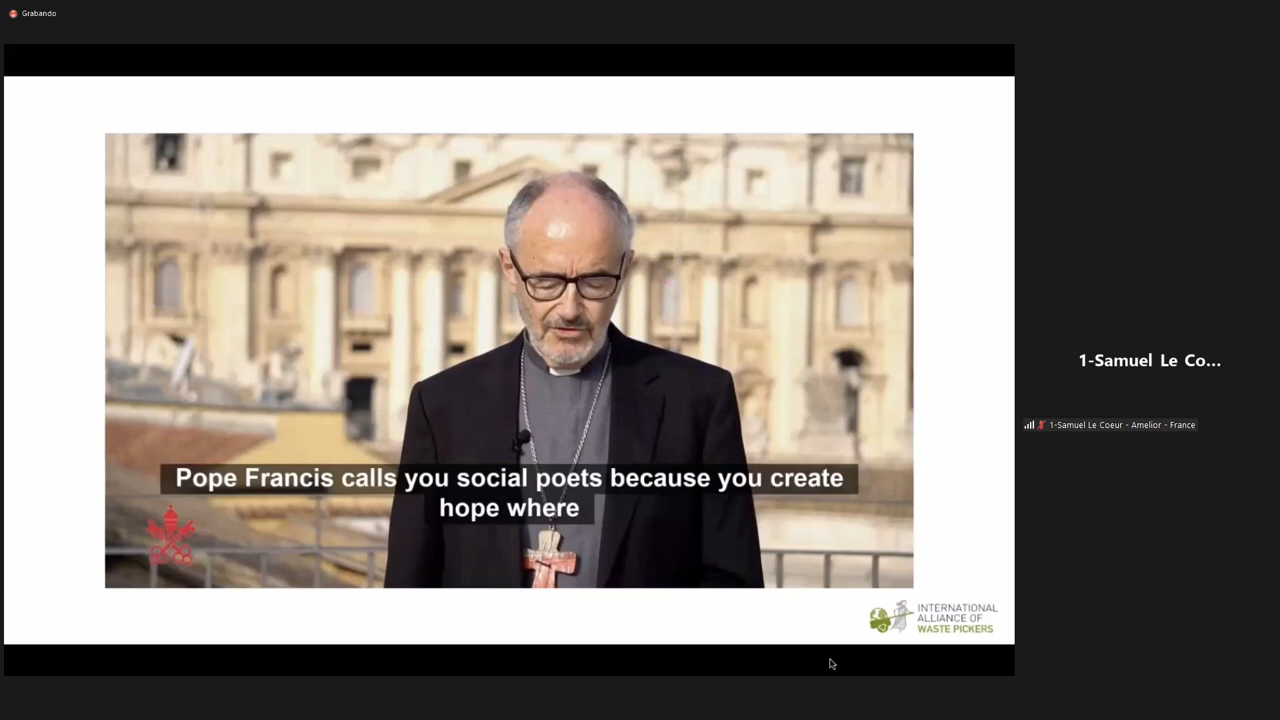 Grabando
Pope Francis calls you social poets because you create
hope where
INTERNATIONAL
ALLIANCE OF
WASTE PICKERS
1-Samuel Le Co...
1-Samuel Le Coeur - Amelior - France